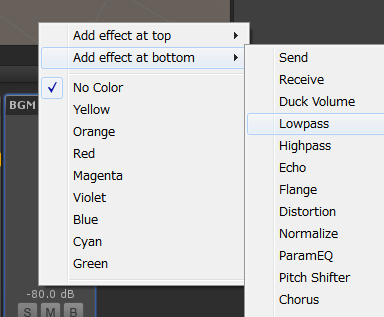 Add effect at top
Add effect at bottom
No Color
Yellow
Orange
Red
Magenta
Violet
Blue
Cyan
Green
Send
Receive
Duck Volume
Lowpass
Highpass
Echo
Flange
Distortion
Normalize
ParamEQ
Pitch Shifter
Chorus
BGM
-80.0 dB
S M B